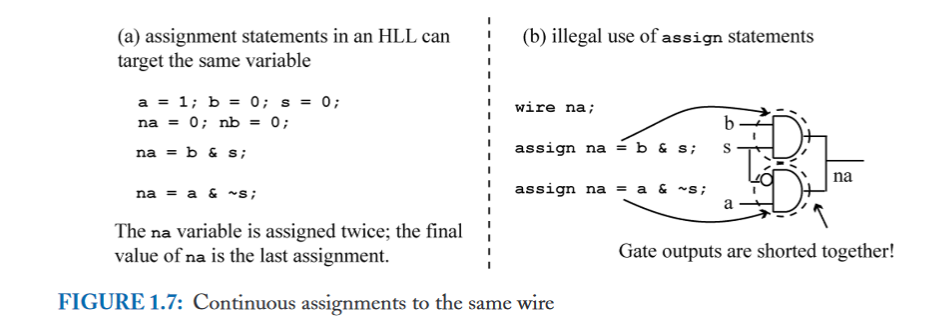 (a) assignment statements in an HLL can
target the same variable
a = 1; b = 0; s = 0;
na = 0; nb = 0;
na = b & s;
na = a & ~s;
The na variable is assigned twice; the final
value of na is the last assignment.
(b) illegal use of assign statements
wire na;
assign na = b & s;
assign na = a & ~s;
b
s
a
na
Gate outputs are shorted together!
FIGURE 1.7: Continuous assignments to the same wire